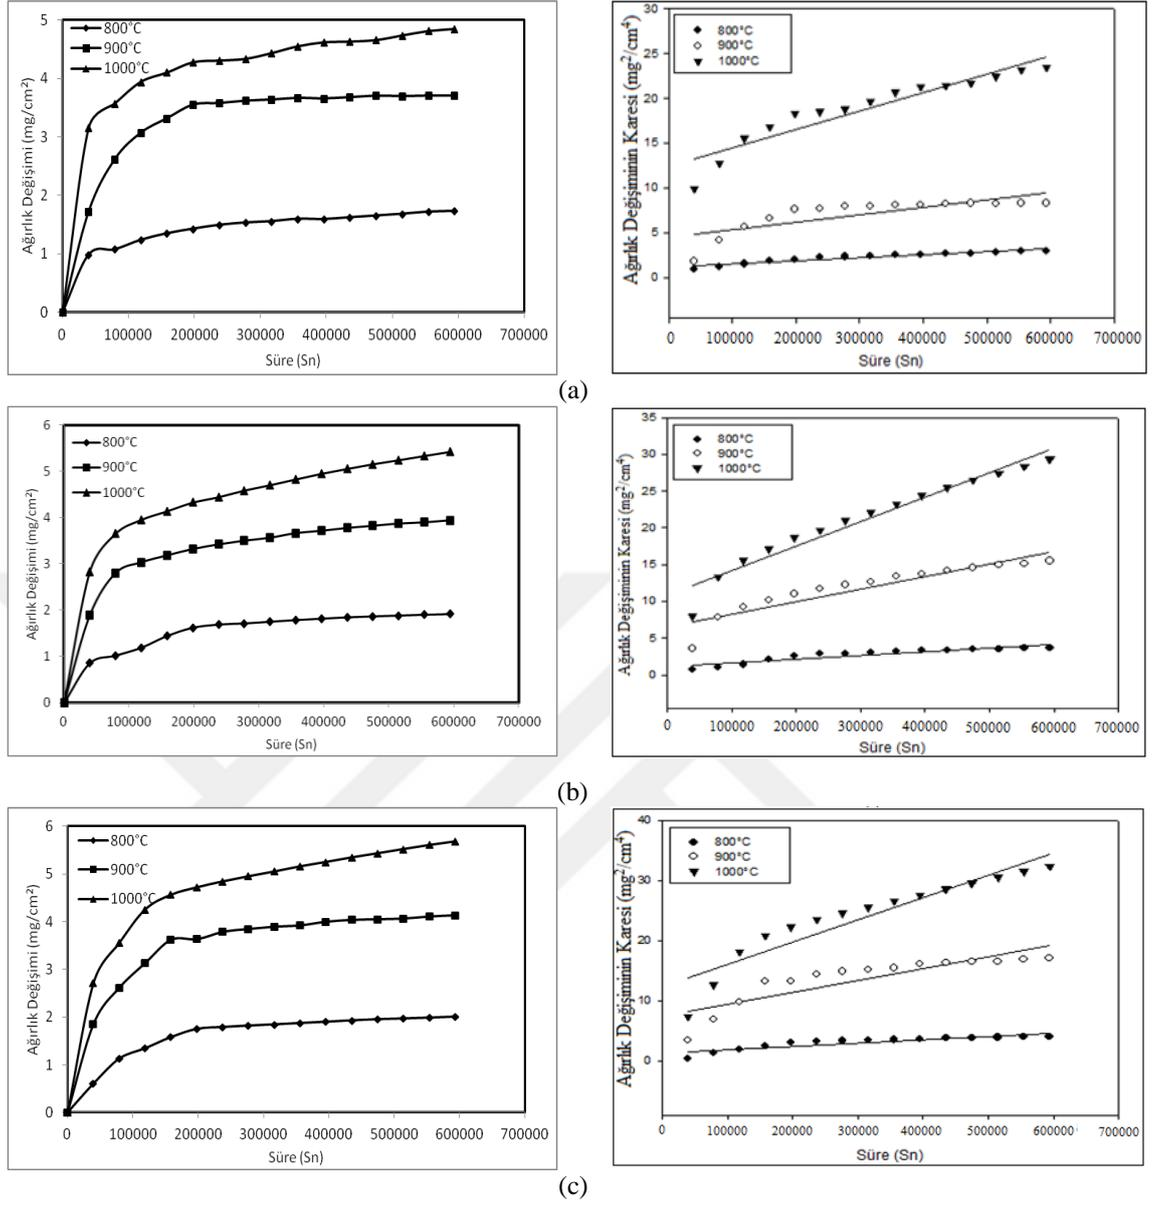 5
4
3
2
1
0
800°C
900°C
1000°C
Ağırlık Değişimi (mg/cm²)
0 100000 200000 300000 400000 500000 600000 700000
Süre (Sn)
30
25
20
15
10
5
0
800°C
900°C
1000°C
Ağırlık Değişiminin Karesi (mg²/cm⁴)
0 100000 200000 300000 400000 500000 600000 700000
Süre (Sn)
(a)
6
5
4
3
2
1
0
800°C
900°C
1000°C
Ağırlık Değişimi (mg/cm²)
0 100000 200000 300000 400000 500000 600000 700000
Süre (Sn)
35
30
25
20
15
10
5
0
800°C
900°C
1000°C
Ağırlık Değişiminin Karesi (mg²/cm⁴)
0 100000 200000 300000 400000 500000 600000 700000
Süre (Sn)
(b)
6
5
4
3
2
1
0
800°C
900°C
1000°C
Ağırlık Değişimi (mg/cm²)
0 100000 200000 300000 400000 500000 600000 700000
Süre (Sn)
40
30
20
10
0
800°C
900°C
1000°C
Ağırlık Değişiminin Karesi (mg²/cm⁴)
0 100000 200000 300000 400000 500000 600000 700000
Süre (Sn)
(c)